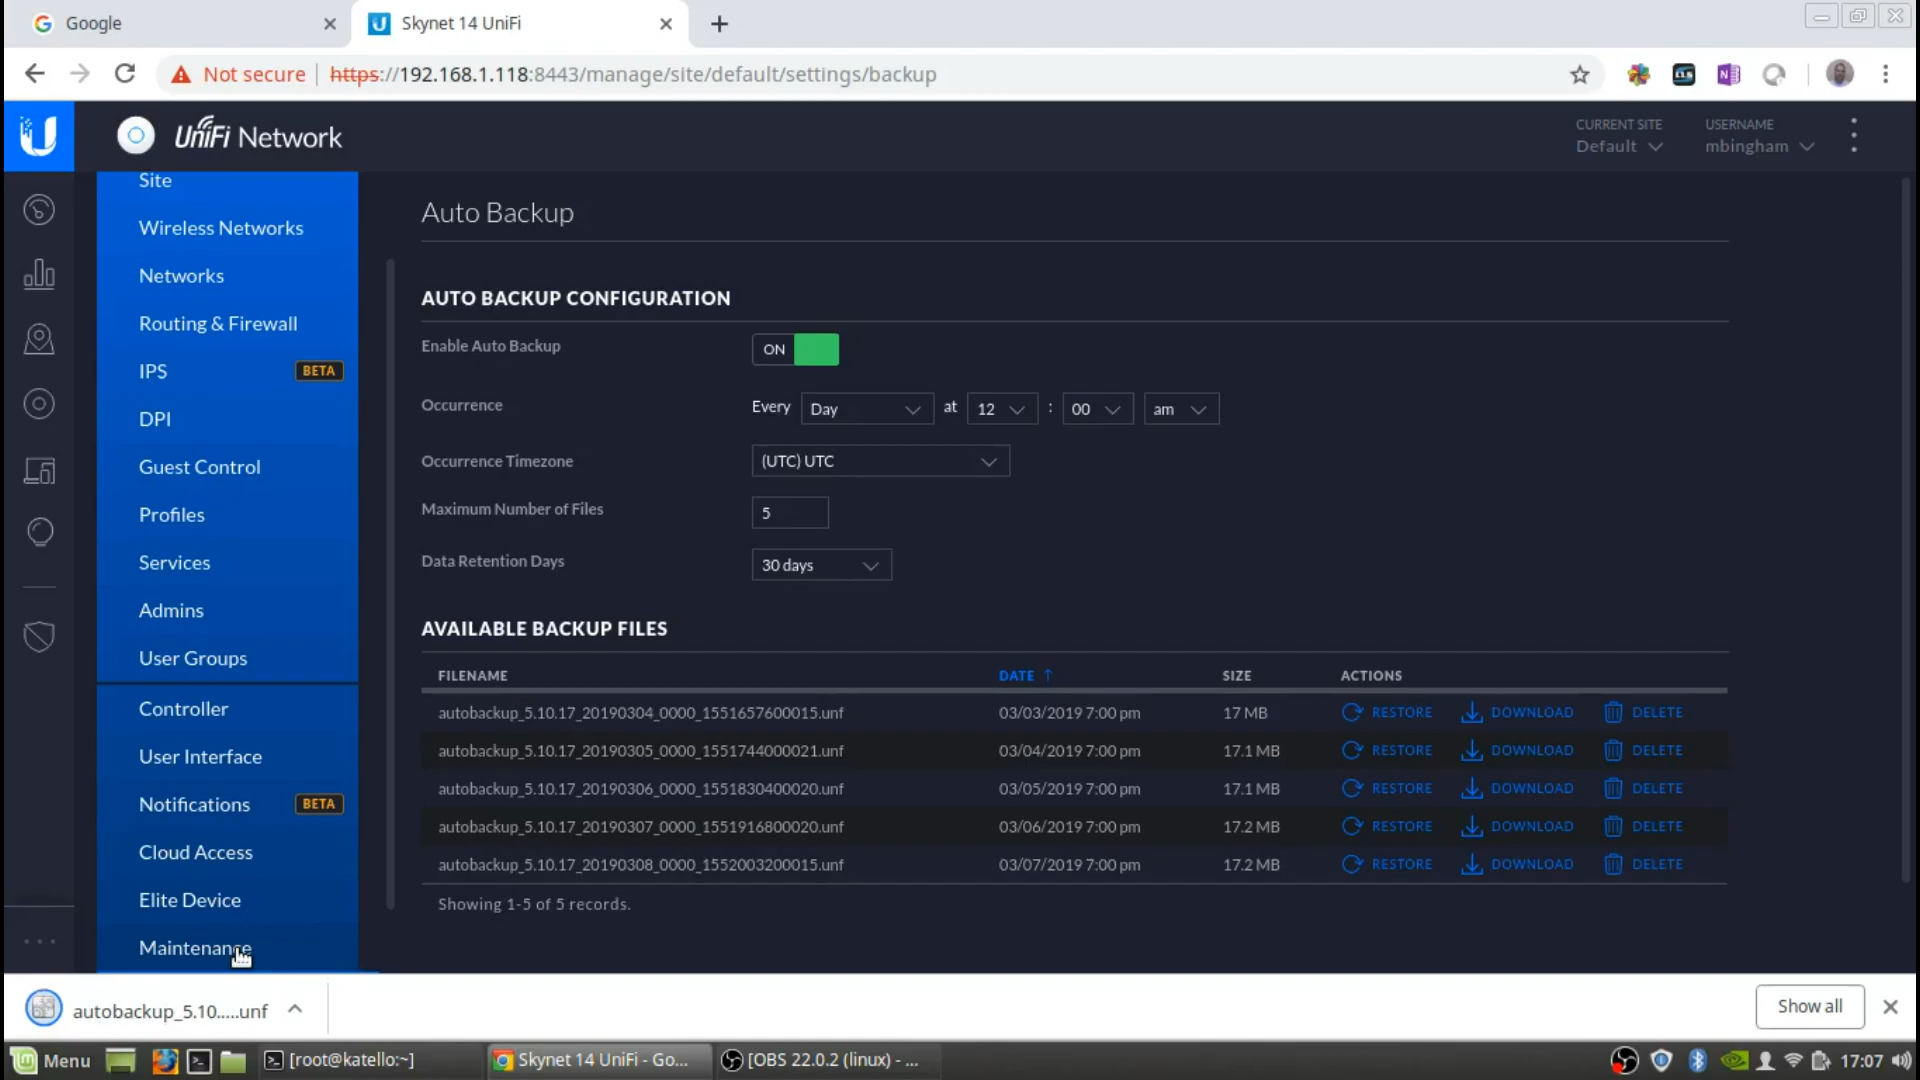 Google
Skynet 14 UniFi
Not secure
https://192.168.1.118:8443/manage/site/default/settings/backup
UniFi Network
CURRENT SITE
Default
USERNAME
mbingham
Site
Wireless Networks
Networks
Routing & Firewall
IPS BETA
DPI
Guest Control
Profiles
Services
Admins
User Groups
Controller
User Interface
Notifications BETA
Cloud Access
Elite Device
Maintenance
Auto Backup
AUTO BACKUP CONFIGURATION
Enable Auto Backup ON
Occurrence Every Day at 12 : 00 am
Occurrence Timezone (UTC) UTC
Maximum Number of Files 5
Data Retention Days 30 days
AVAILABLE BACKUP FILES
FILENAME DATE ↑ SIZE ACTIONS
autobackup_5.10.17_20190304_0000_1551657600015.unf 03/03/2019 7:00 pm 17 MB RESTORE DOWNLOAD DELETE
autobackup_5.10.17_20190305_0000_1551744000021.unf 03/04/2019 7:00 pm 17.1 MB RESTORE DOWNLOAD DELETE
autobackup_5.10.17_20190306_0000_1551830400020.unf 03/05/2019 7:00 pm 17.1 MB RESTORE DOWNLOAD DELETE
autobackup_5.10.17_20190307_0000_1551916800020.unf 03/06/2019 7:00 pm 17.2 MB RESTORE DOWNLOAD DELETE
autobackup_5.10.17_20190308_0000_1552003200015.unf 03/07/2019 7:00 pm 17.2 MB RESTORE DOWNLOAD DELETE
Showing 1-5 of 5 records.
autobackup_5.10.....unf
Show all
Menu
[root@katello:~]
Skynet 14 UniFi - Go...
[OBS 22.0.2 (linux) - ...
17:07